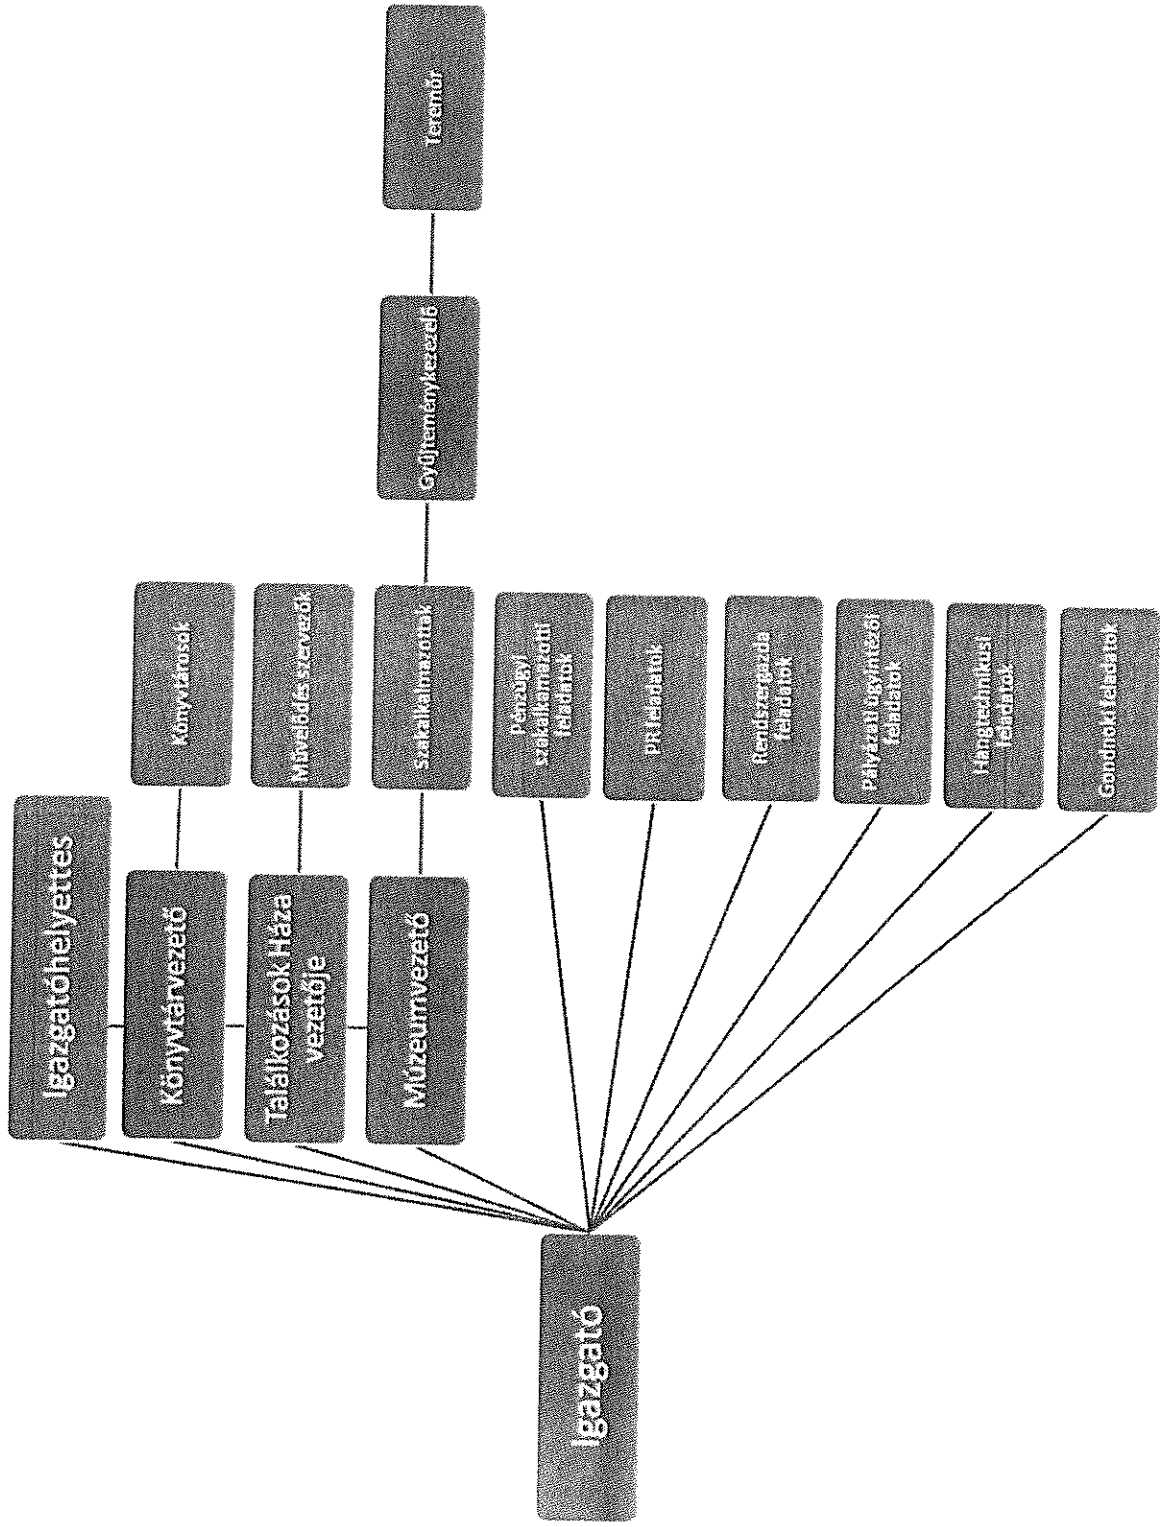 Igazgató
Igazgatóhelyettes
Könyvtárvezető
Könyvtárosok
Találkozások Háza
vezetője
Művelődés szervezők
Múzeumvezető
Szakalkalmazottak
Gyűjteménykezelő
Teremőr
Pénzügyi
szakalkamazotti
feladatok
PR feladatok
Rendszergazda
feladatok
Pályázati ügyintézői
feladatok
Hangtechnikusi
feladatok
Gondnoki feladatok